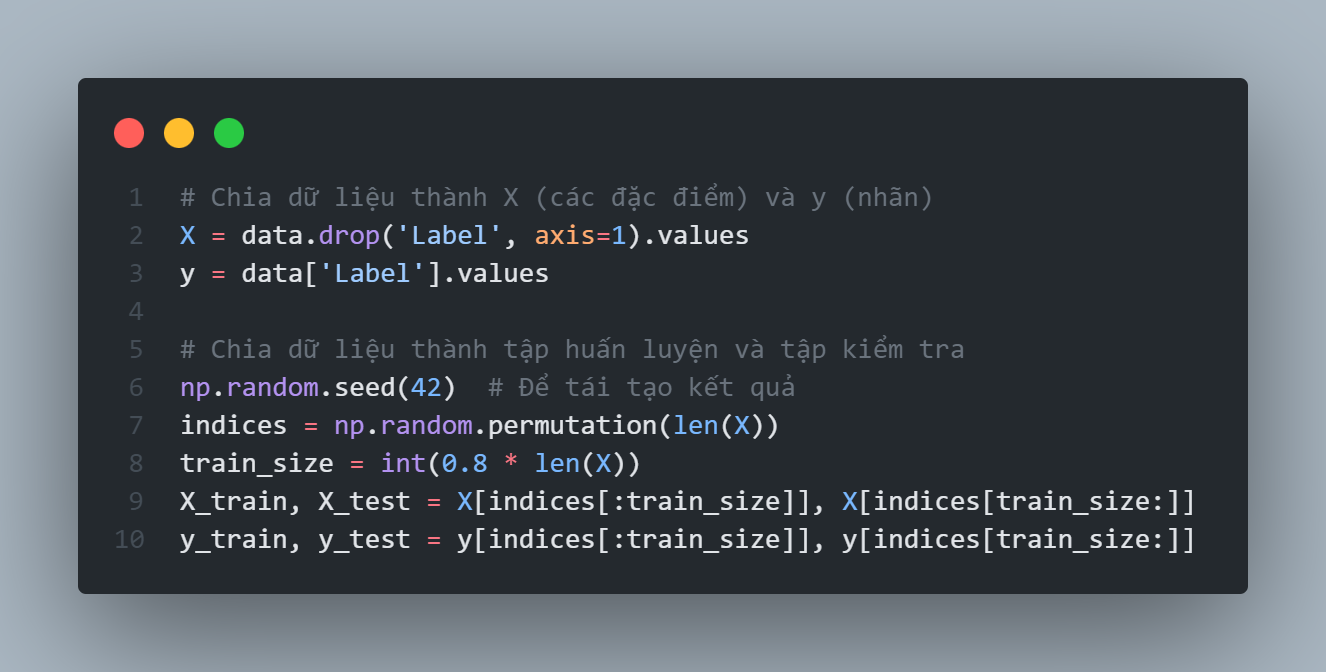 1 # Chia dữ liệu thành X (các đặc điểm) và y (nhãn)
2 X = data.drop('Label', axis=1).values
3 y = data['Label'].values
4
5 # Chia dữ liệu thành tập huấn luyện và tập kiểm tra
6 np.random.seed(42)  # Để tái tạo kết quả
7 indices = np.random.permutation(len(X))
8 train_size = int(0.8 * len(X))
9 X_train, X_test = X[indices[:train_size]], X[indices[train_size:]]
10 y_train, y_test = y[indices[:train_size]], y[indices[train_size:]]